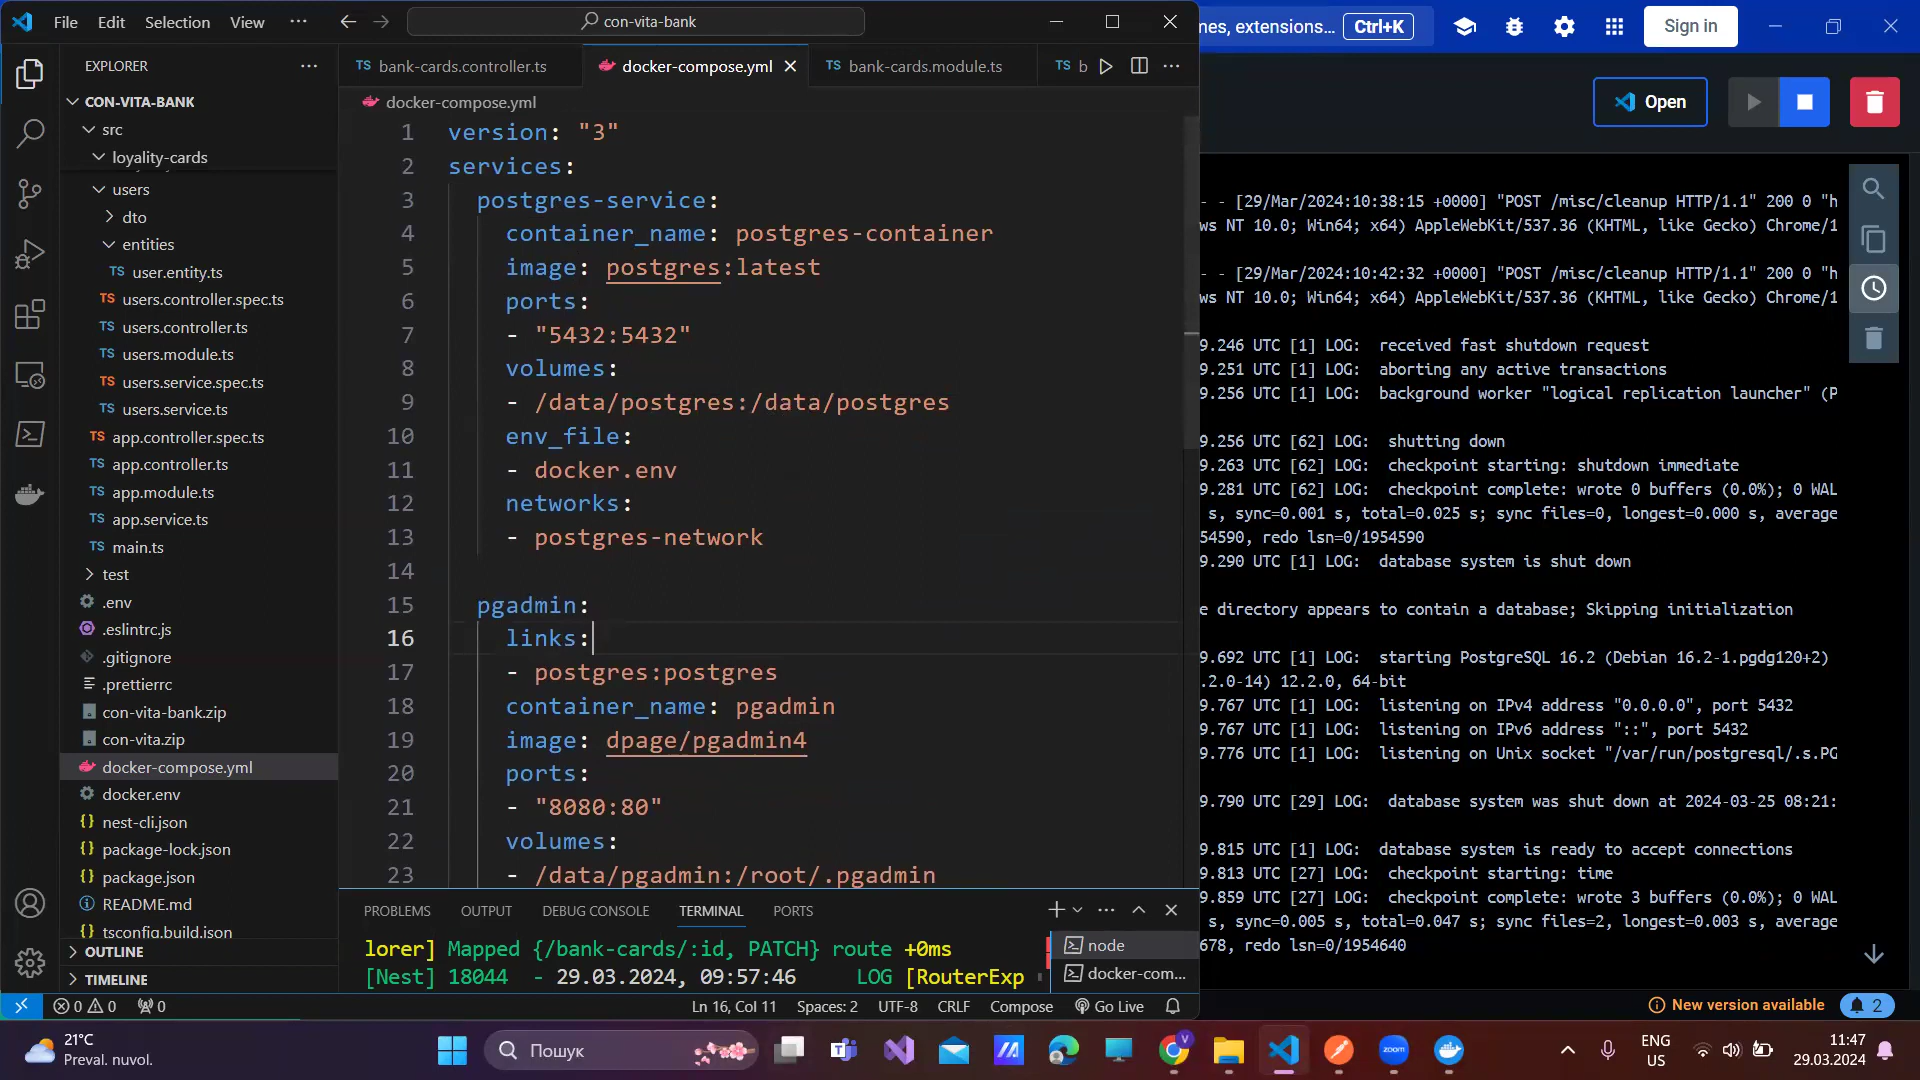 File Edit Selection View ··· con-vita-bank
nes, extensions... Ctrl+K Sign in
EXPLORER ···
TS bank-cards.controller.ts docker-compose.yml TS bank-cards.module.ts TS b ···
Open
CON-VITA-BANK
src
loyality-cards
users
dto
entities
TS user.entity.ts
TS users.controller.spec.ts
TS users.controller.ts
TS users.module.ts
TS users.service.spec.ts
TS users.service.ts
TS app.controller.spec.ts
TS app.controller.ts
TS app.module.ts
TS app.service.ts
TS main.ts
test
.env
.eslintrc.js
.gitignore
.prettierrc
con-vita-bank.zip
con-vita.zip
docker-compose.yml
docker.env
{} nest-cli.json
{} package-lock.json
{} package.json
README.md
tsconfig.build.json
OUTLINE
TIMELINE
docker-compose.yml
1 version: "3"
2 services:
3 postgres-service:
4 container_name: postgres-container
5 image: postgres:latest
6 ports:
7 - "5432:5432"
8 volumes:
9 - /data/postgres:/data/postgres
10 env_file:
11 - docker.env
12 networks:
13 - postgres-network
14
15 pgadmin:
16 links:
17 - postgres:postgres
18 container_name: pgadmin
19 image: dpage/pgadmin4
20 ports:
21 - "8080:80"
22 volumes:
23 - /data/pgadmin:/root/.pgadmin
PROBLEMS OUTPUT DEBUG CONSOLE TERMINAL PORTS
lorer] Mapped {/bank-cards/:id, PATCH} route +0ms
[Nest] 18044 - 29.03.2024, 09:57:46 LOG [RouterExp
node
docker-com...
- - [29/Mar/2024:10:38:15 +0000] "POST /misc/cleanup HTTP/1.1" 200 0 "h
ws NT 10.0; Win64; x64) AppleWebKit/537.36 (KHTML, like Gecko) Chrome/1
- - [29/Mar/2024:10:42:32 +0000] "POST /misc/cleanup HTTP/1.1" 200 0 "h
ws NT 10.0; Win64; x64) AppleWebKit/537.36 (KHTML, like Gecko) Chrome/1
9.246 UTC [1] LOG: received fast shutdown request
9.251 UTC [1] LOG: aborting any active transactions
9.256 UTC [1] LOG: background worker "logical replication launcher" (P
9.256 UTC [62] LOG: shutting down
9.263 UTC [62] LOG: checkpoint starting: shutdown immediate
9.281 UTC [62] LOG: checkpoint complete: wrote 0 buffers (0.0%); 0 WAL
s, sync=0.001 s, total=0.025 s; sync files=0, longest=0.000 s, average
54590, redo lsn=0/1954590
9.290 UTC [1] LOG: database system is shut down
e directory appears to contain a database; Skipping initialization
9.692 UTC [1] LOG: starting PostgreSQL 16.2 (Debian 16.2-1.pgdg120+2)
.2.0-14) 12.2.0, 64-bit
9.767 UTC [1] LOG: listening on IPv4 address "0.0.0.0", port 5432
9.767 UTC [1] LOG: listening on IPv6 address "::", port 5432
9.776 UTC [1] LOG: listening on Unix socket "/var/run/postgresql/.s.PG
9.790 UTC [29] LOG: database system was shut down at 2024-03-25 08:21:
9.815 UTC [1] LOG: database system is ready to accept connections
9.813 UTC [27] LOG: checkpoint starting: time
9.859 UTC [27] LOG: checkpoint complete: wrote 3 buffers (0.0%); 0 WAL
s, sync=0.005 s, total=0.047 s; sync files=2, longest=0.003 s, average
678, redo lsn=0/1954640
0 0 0 Ln 16, Col 11 Spaces: 2 UTF-8 CRLF Compose Go Live
New version available 2
21°C
Preval. nuvol.
Пошук
zoom
ENG
US
11:47
29.03.2024